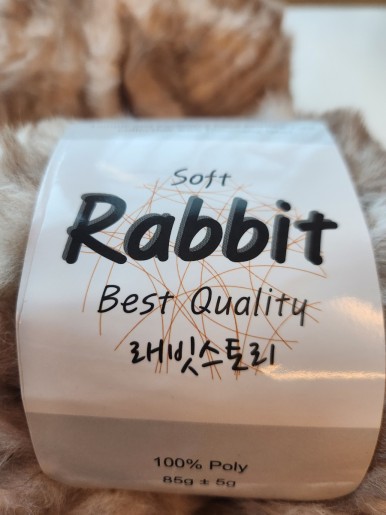 Soft
Rabbit
Best Quality
래빗스토리
100% Poly
85g ± 5g